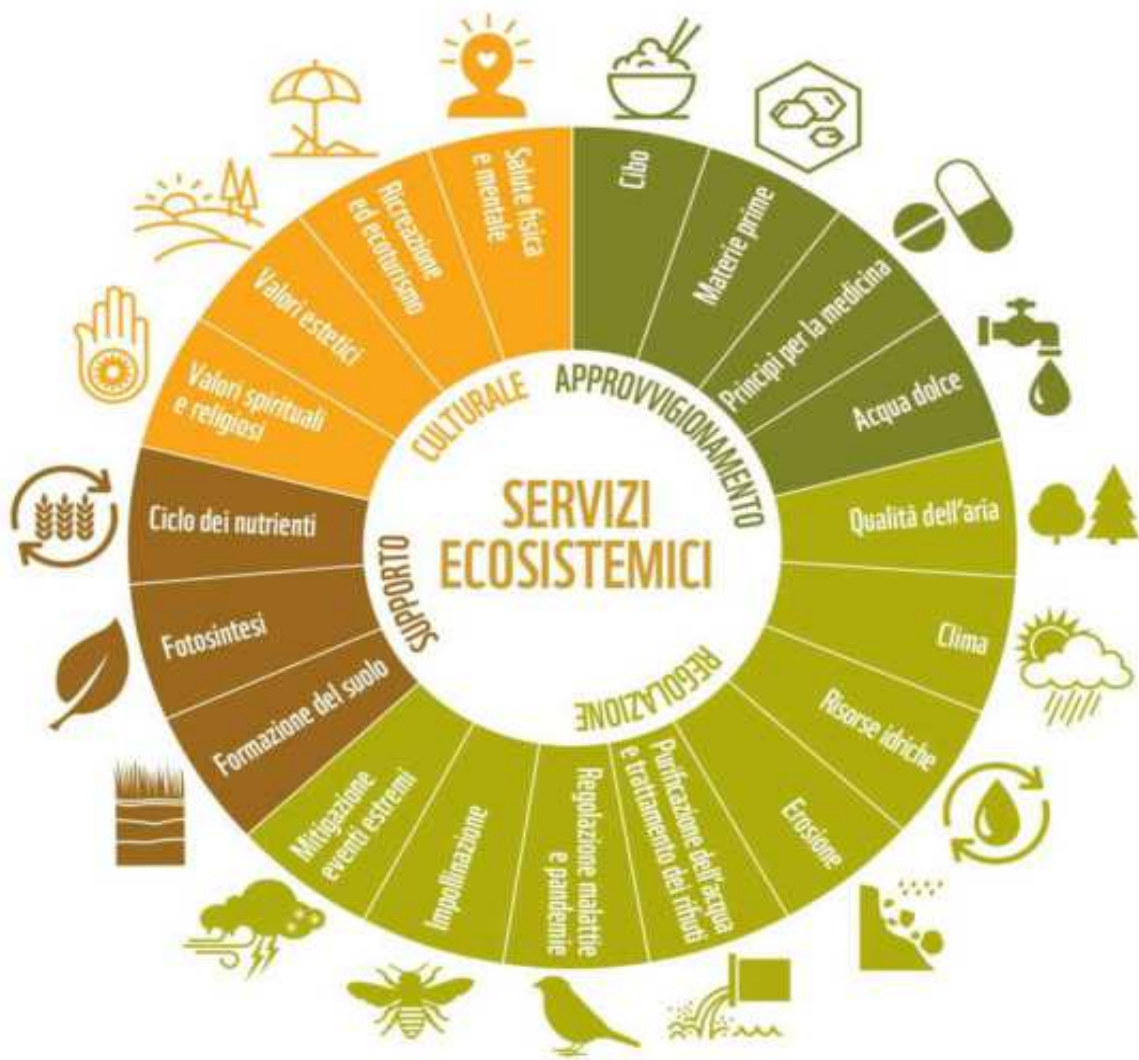 SERVIZI
ECOSISTEMICI
APPROVVIGIONAMENTO
Cibo
Materie prime
Principi per la medicina
Acqua dolce
REGOLAZIONE
Qualità dell'aria
Clima
Risorse idriche
Erosione
Purificazione dell'acqua
e trattamento dei rifiuti
Regolazione malattie
e pandemie
Impollinazione
Mitigazione
eventi estremi
SUPPORTO
Formazione del suolo
Fotosintesi
Ciclo dei nutrienti
CULTURALE
Valori spirituali
e religiosi
Valori estetici
Ricreazione
ed ecoturismo
Salute fisica
e mentale